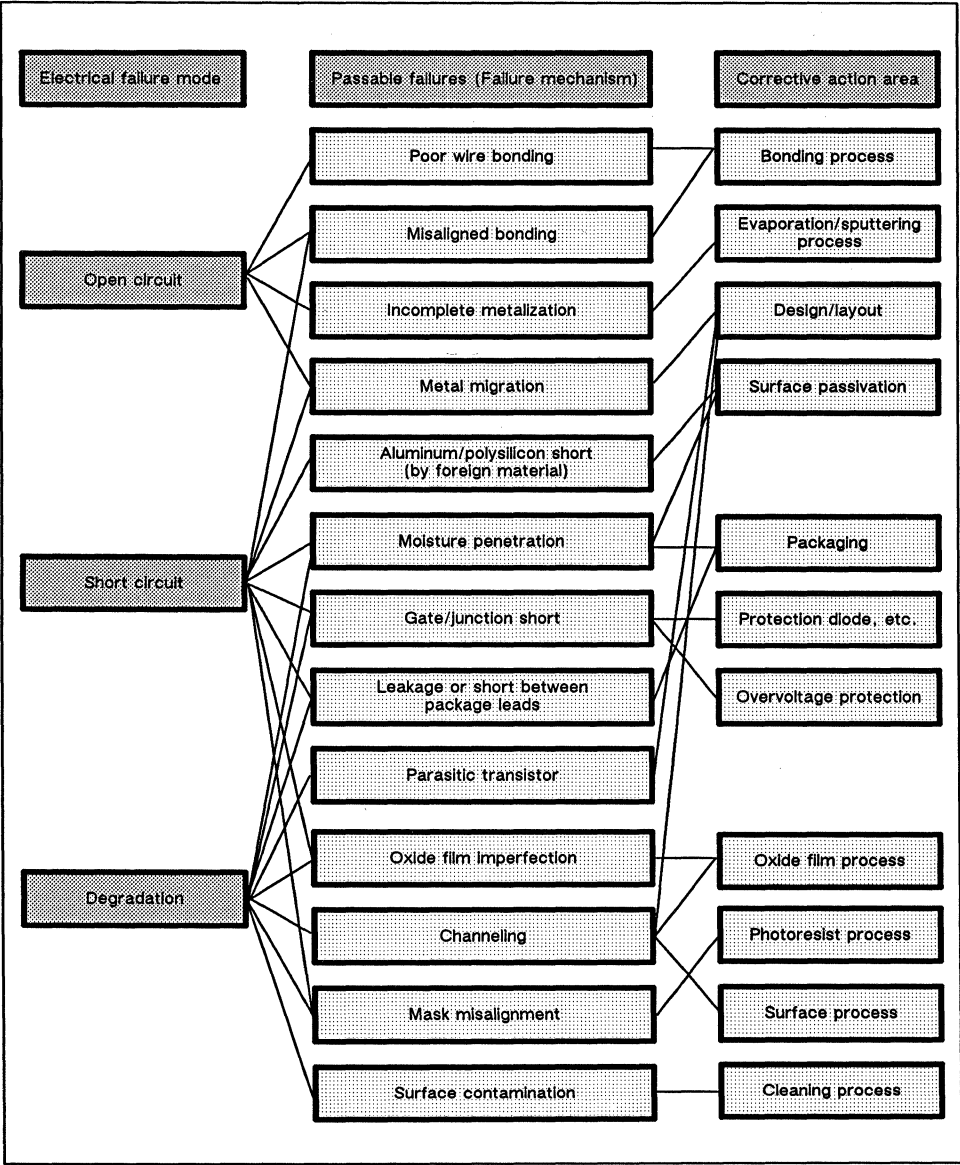 Electrical failure mode
Passable failures (Failure mechanism)
Corrective action area
Open circuit
Short circuit
Degradation
Poor wire bonding
Misaligned bonding
Incomplete metalization
Metal migration
Aluminum/polysilicon short
(by foreign material)
Moisture penetration
Gate/junction short
Leakage or short between
package leads
Parasitic transistor
Oxide film imperfection
Channeling
Mask misalignment
Surface contamination
Bonding process
Evaporation/sputtering
process
Design/layout
Surface passivation
Packaging
Protection diode, etc.
Overvoltage protection
Oxide film process
Photoresist process
Surface process
Cleaning process